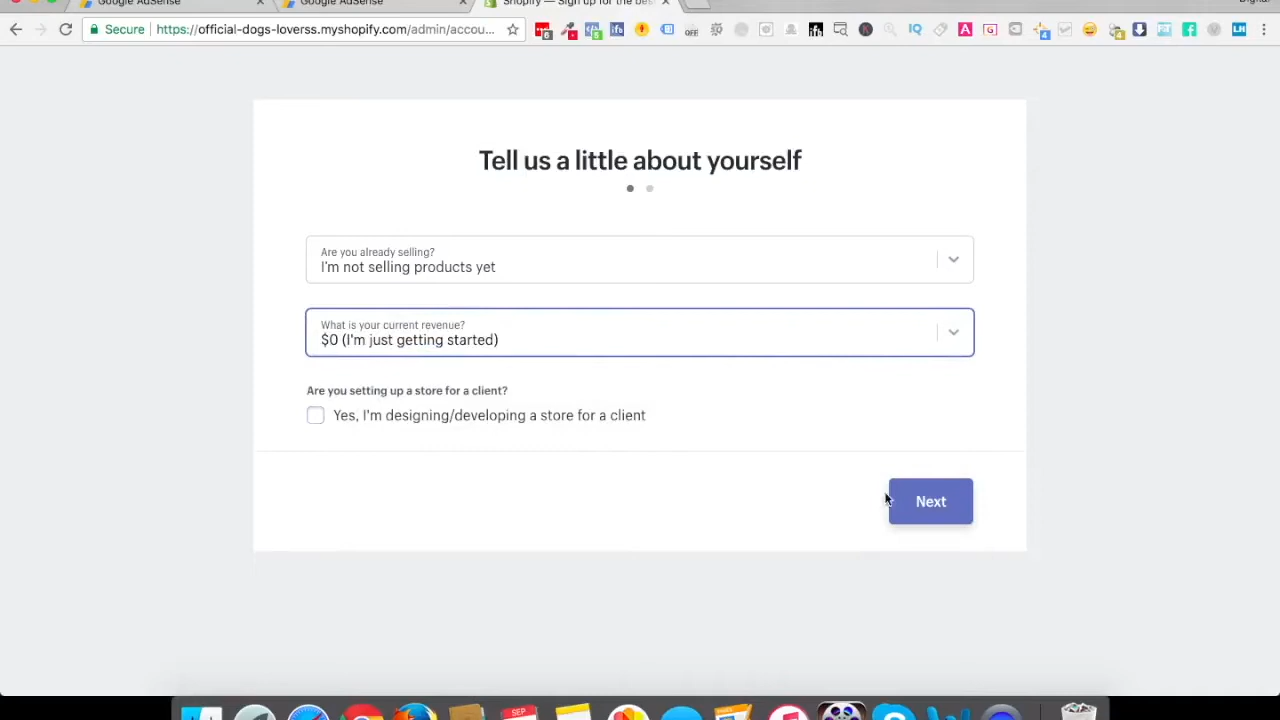 Google AdSense
Google AdSense
Shopify — Sign up for the bes
Secure
https://official-dogs-loverss.myshopify.com/admin/accou...
Tell us a little about yourself
Are you already selling?
I'm not selling products yet
What is your current revenue?
$0 (I'm just getting started)
Are you setting up a store for a client?
Yes, I'm designing/developing a store for a client
Next
SEP